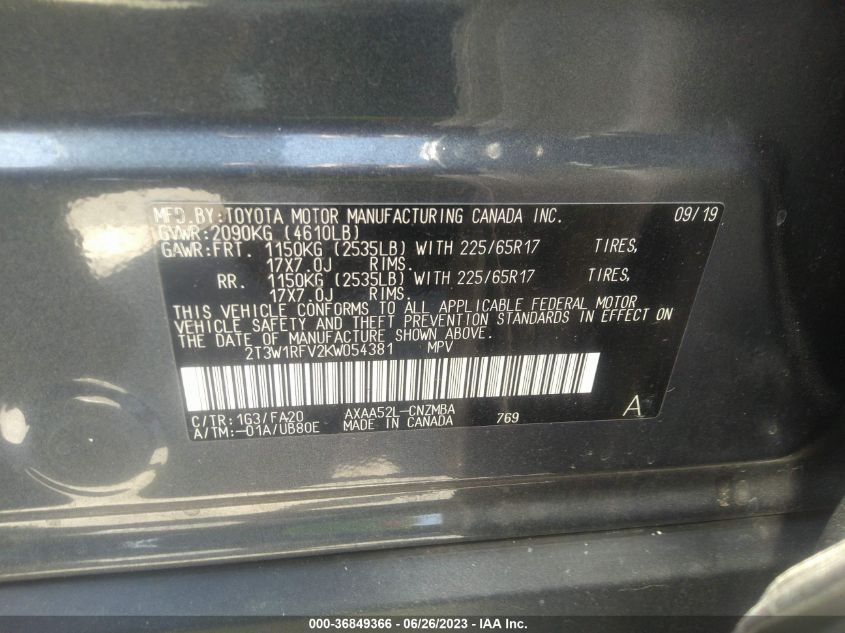 MFD.BY:TOYOTA MOTOR MANUFACTURING CANADA INC. 09/19
GVWR:2090KG (4610LB)
GAWR:FRT. 1150KG (2535LB) WITH 225/65R17 TIRES,
17X7.0J RIMS.
RR. 1150KG (2535LB) WITH 225/65R17 TIRES,
17X7.0J RIMS.
THIS VEHICLE CONFORMS TO ALL APPLICABLE FEDERAL MOTOR
VEHICLE SAFETY AND THEFT PREVENTION STANDARDS IN EFFECT ON
THE DATE OF MANUFACTURE SHOWN ABOVE.
2T3W1RFV2KW054381 MPV
C/TR:1G3/FA20 AXAA52L-CNZMBA 769 A
A/TM:-01A/UB80E MADE IN CANADA
000-36849366 - 06/26/2023 - IAA Inc.